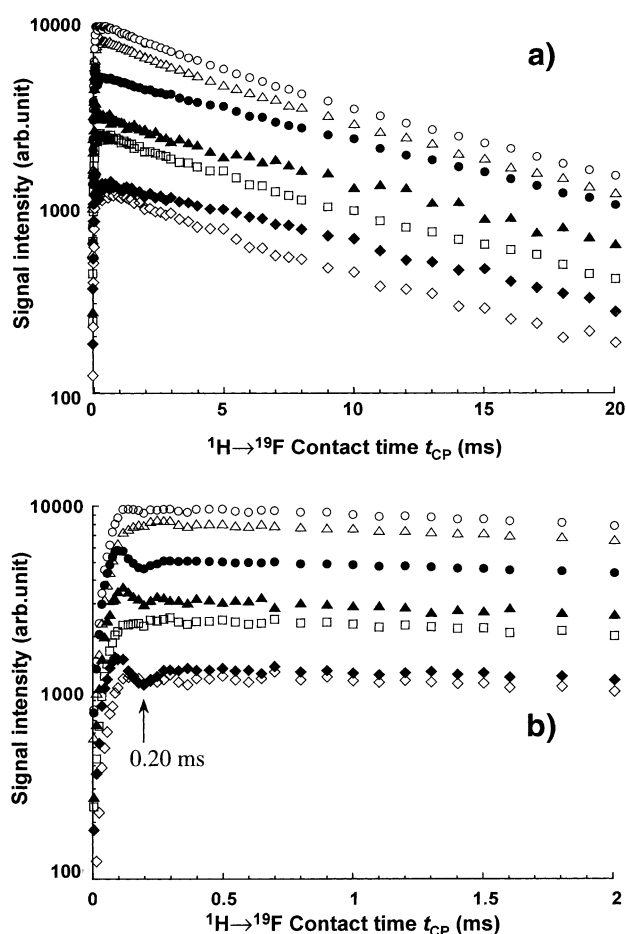 10000
a)
Signal intensity (arb.unit)
1000
100
0
5
10
15
20
¹H→¹⁹F Contact time t_CP (ms)
10000
Signal intensity (arb.unit)
1000
b)
0.20 ms
100
0
0.5
1
1.5
2
¹H→¹⁹F Contact time t_CP (ms)